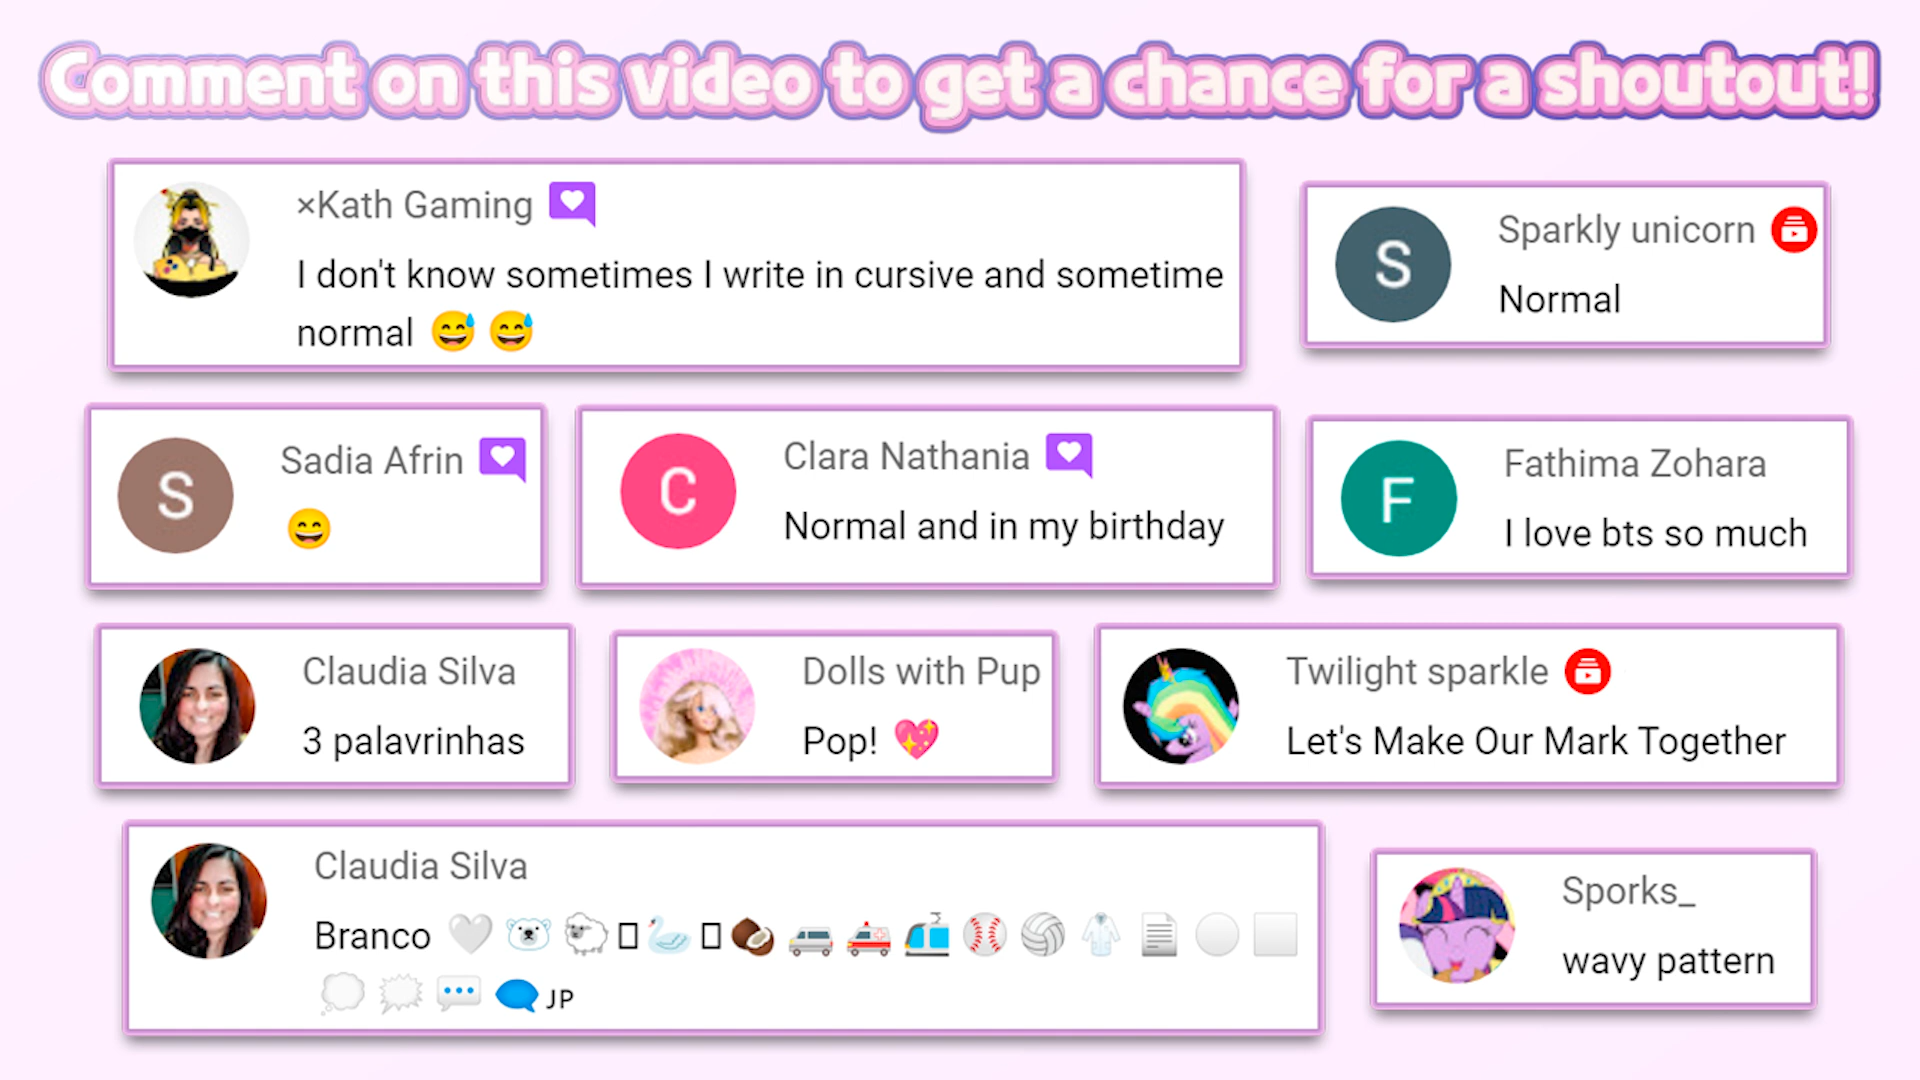 Comment on this video to get a chance for a shoutout!
×Kath Gaming
I don't know sometimes I write in cursive and sometime
normal 😅 😅
S
Sparkly unicorn
Normal
S
Sadia Afrin
😄
C
Clara Nathania
Normal and in my birthday
F
Fathima Zohara
I love bts so much
Claudia Silva
3 palavrinhas
Dolls with Pup
Pop! 💖
Twilight sparkle
Let's Make Our Mark Together
Claudia Silva
Branco 🤍 🐻‍❄️ 🐑 🦢 🥥 🚐 🚑 🚊 ⚾ 🏐 🥼 📄 ⚪ ⬜
💭 🗯 💬 🗨 JP
Sporks_
wavy pattern